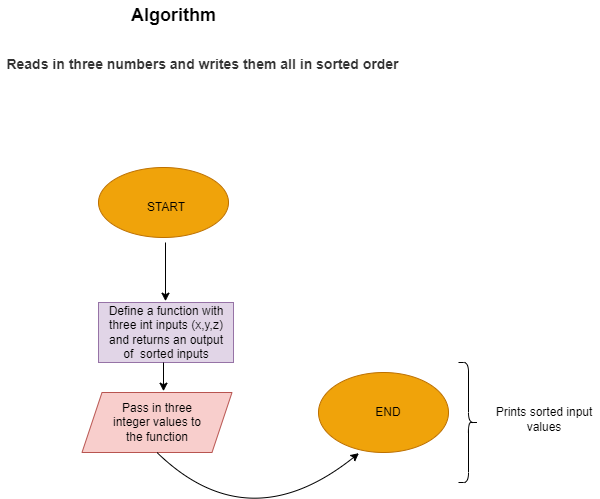 Algorithm
Reads in three numbers and writes them all in sorted order
START
Define a function with
three int inputs (x,y,z)
and returns an output
of sorted inputs
Pass in three
integer values to
the function
END
Prints sorted input
values